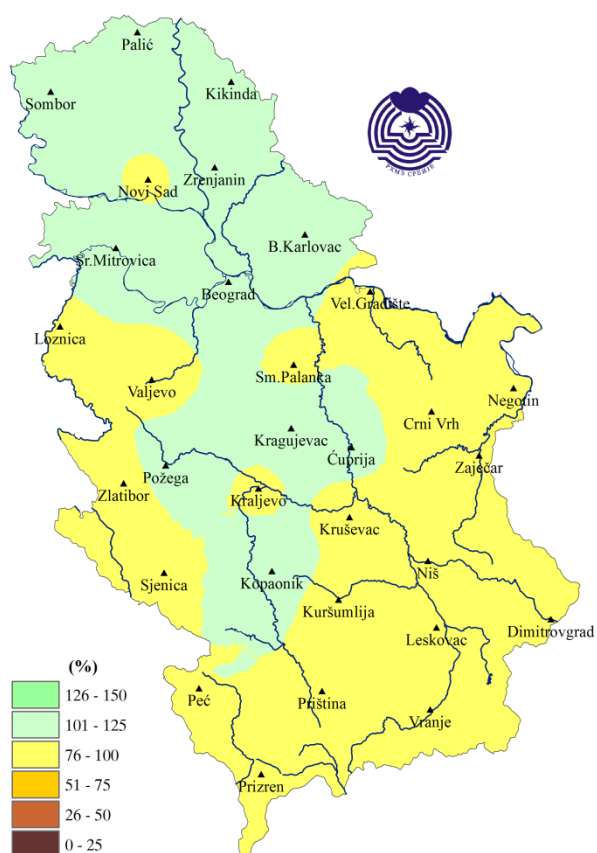 Palić
Kikinda
Sombor
Zrenjanin
Novi Sad
РХМЗ СРБИЈЕ
B.Karlovac
Sr.Mitrovica
Beograd
Vel.Gradište
Loznica
Sm.Palanka
Valjevo
Negotin
Crni Vrh
Kragujevac
Ćuprija
Zaječar
Požega
Zlatibor
Kraljevo
Kruševac
Niš
Sjenica
Kopaonik
Kuršumlija
Dimitrovgrad
Leskovac
(%)
126 - 150
101 - 125
76 - 100
51 - 75
26 - 50
0 - 25
Peć
Priština
Vranje
Prizren